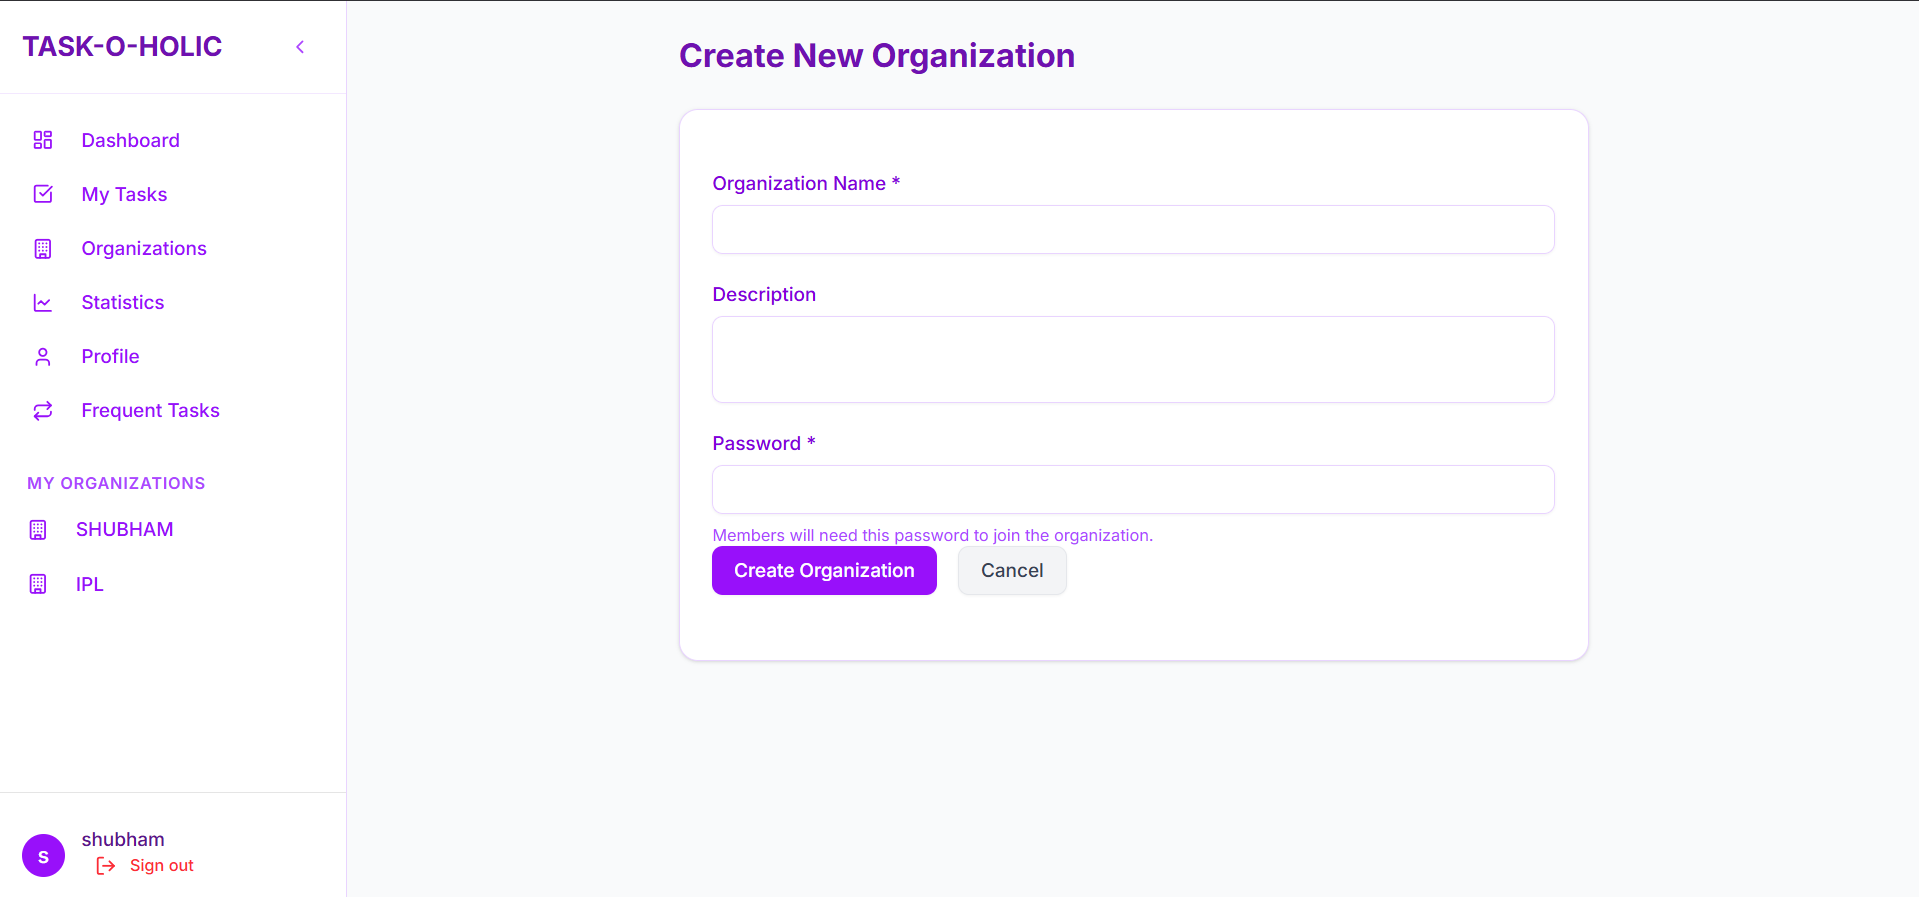 TASK-O-HOLIC
Dashboard
My Tasks
Organizations
Statistics
Profile
Frequent Tasks
MY ORGANIZATIONS
SHUBHAM
IPL
s
shubham
Sign out
Create New Organization
Organization Name *
Description
Password *
Members will need this password to join the organization.
Create Organization
Cancel